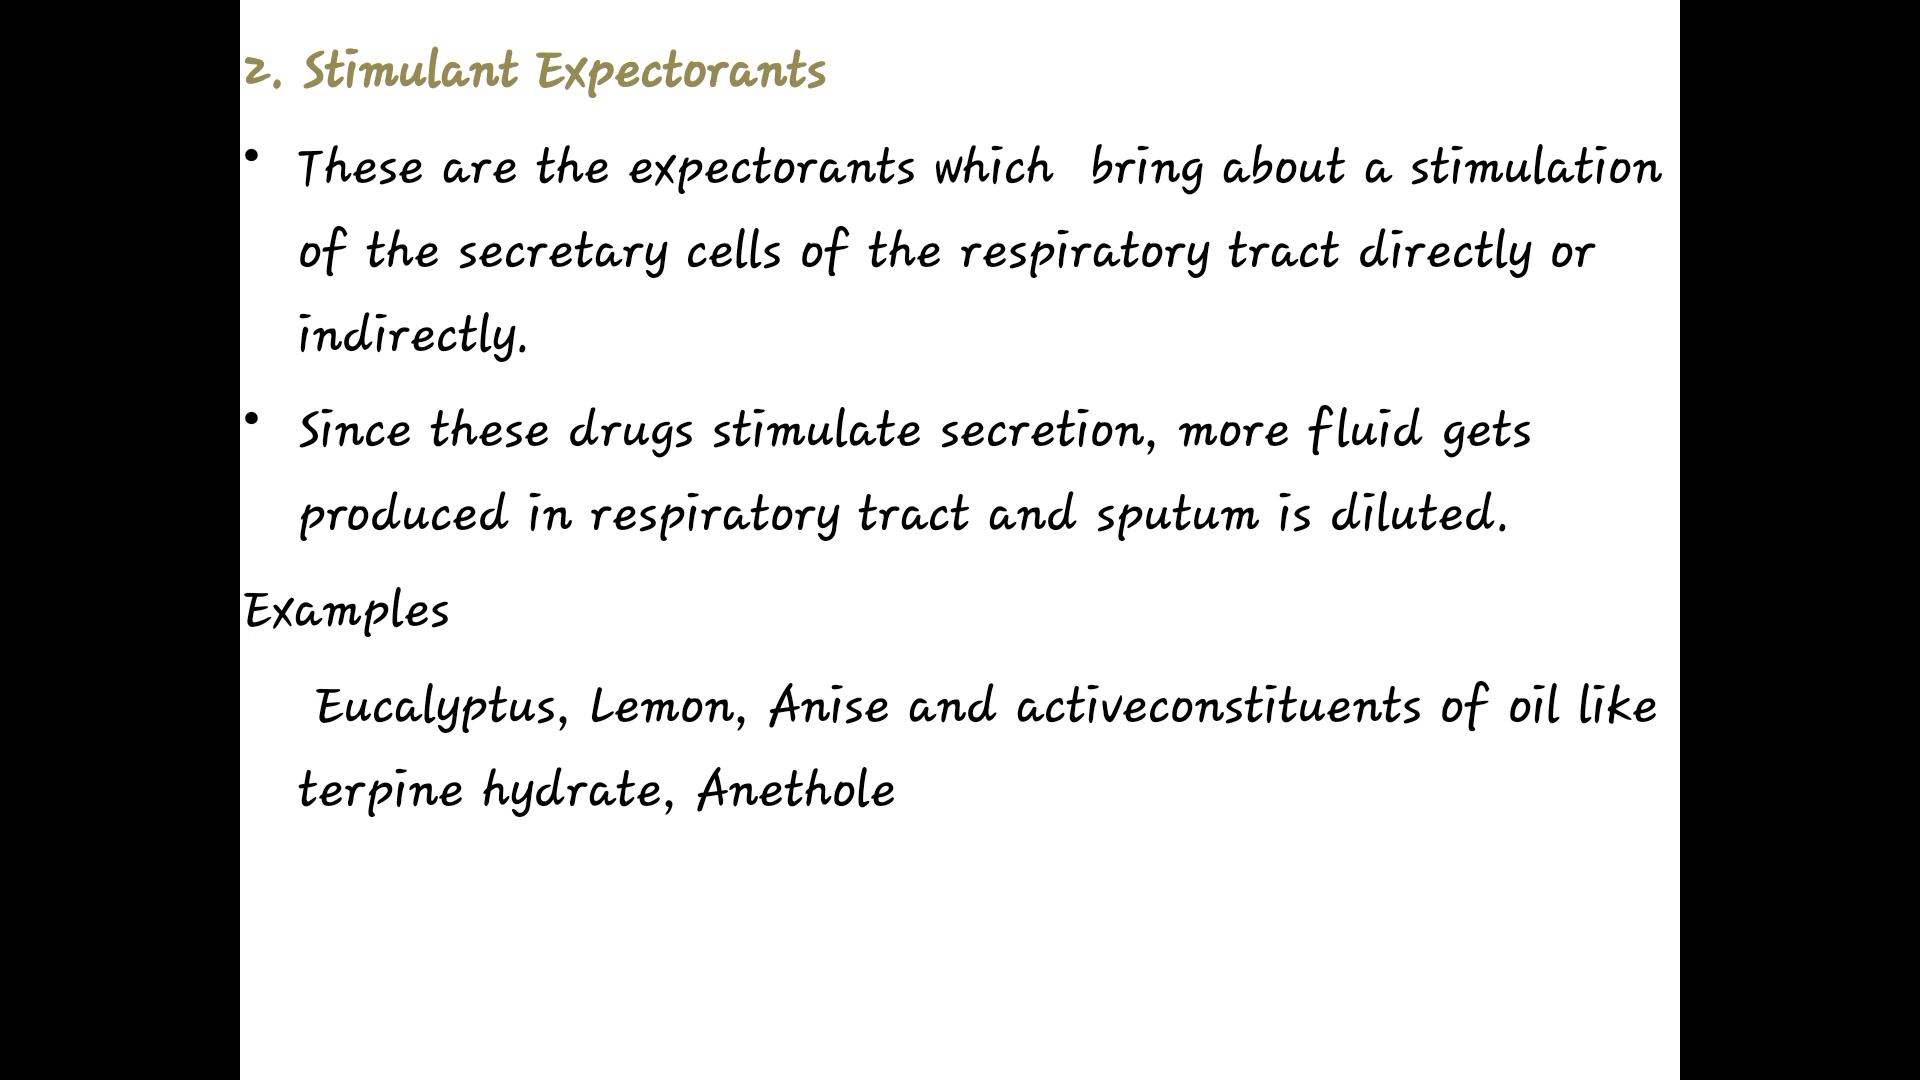 2. Stimulant Expectorants
• These are the expectorants which  bring about a stimulation
of the secretary cells of the respiratory tract directly or
indirectly.
• Since these drugs stimulate secretion, more fluid gets
produced in respiratory tract and sputum is diluted.
Examples
Eucalyptus, Lemon, Anise and activeconstituents of oil like
terpine hydrate, Anethole